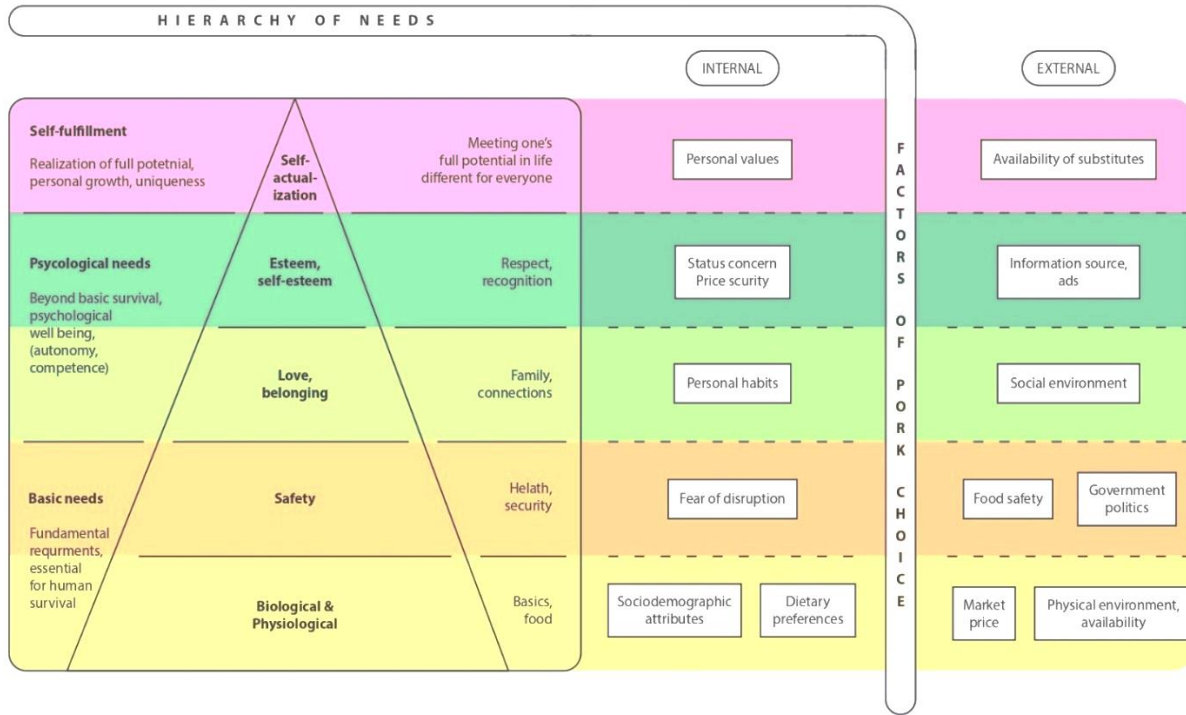 HIERARCHY OF NEEDS
INTERNAL
EXTERNAL
FACTORS OF PORK CHOICE
Self-fulfillment
Realization of full potetnial,
personal growth, uniqueness
Self-
actual-
ization
Meeting one's
full potential in life
different for everyone
Personal values
Availability of substitutes
Psycological needs
Beyond basic survival,
psychological
well being,
(autonomy,
competence)
Esteem,
self-esteem
Respect,
recognition
Status concern
Price scurity
Information source,
ads
Love,
belonging
Family,
connections
Personal habits
Social environment
Basic needs
Fundamental
requrments,
essential
for human
survival
Safety
Helath,
security
Fear of disruption
Food safety
Government
politics
Biological &
Physiological
Basics,
food
Sociodemographic
attributes
Dietary
preferences
Market
price
Physical environment,
availability